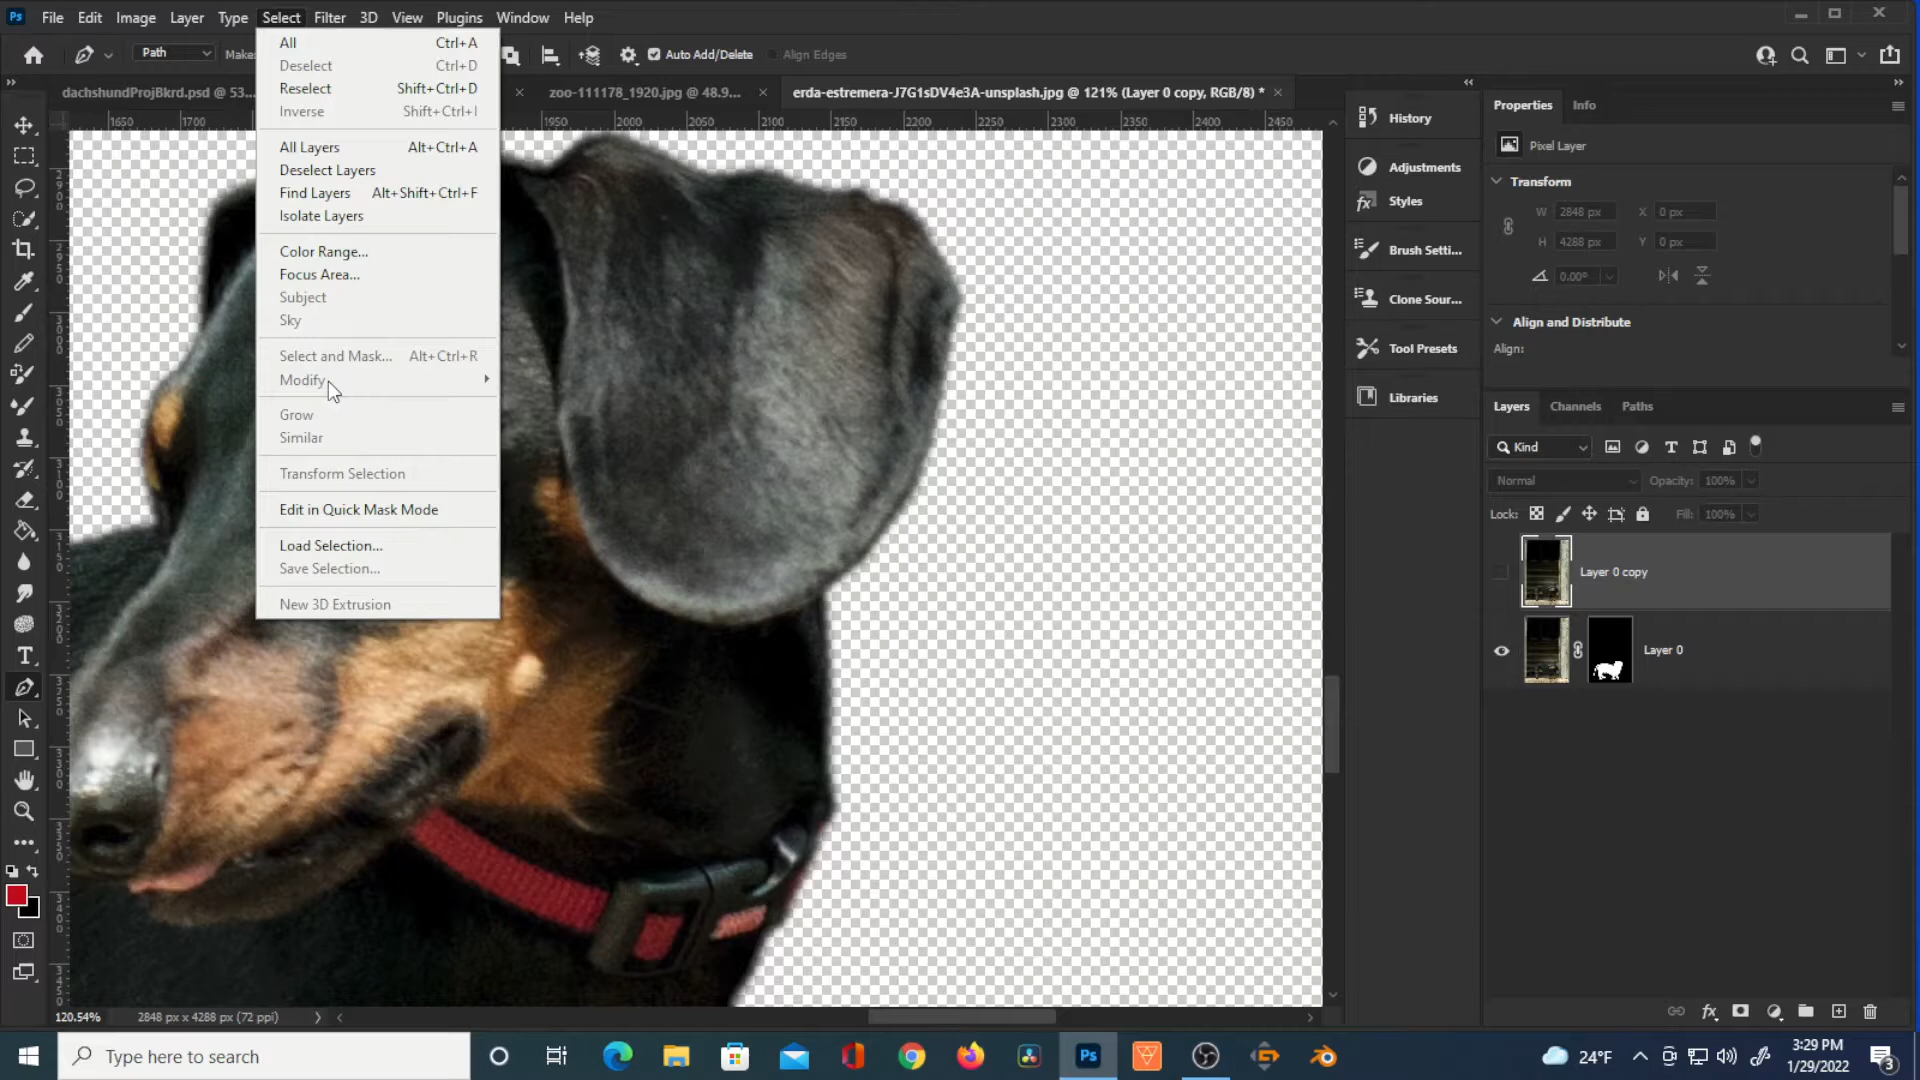 Ps File Edit Image Layer Type Select Filter 3D View Plugins Window Help
Path Make: Auto Add/Delete Align Edges
dachshundProjBkrd.psd @ 53... zoo-111178_1920.jpg @ 48.9... erda-estremera-J7G1sDV4e3A-unsplash.jpg @ 121% (Layer 0 copy, RGB/8) *
1650 1700 1950 2000 2050 2100 2150 2200 2250 2300 2350 2400 2450
All Ctrl+A
Deselect Ctrl+D
Reselect Shift+Ctrl+D
Inverse Shift+Ctrl+I
All Layers Alt+Ctrl+A
Deselect Layers
Find Layers Alt+Shift+Ctrl+F
Isolate Layers
Color Range...
Focus Area...
Subject
Sky
Select and Mask... Alt+Ctrl+R
Modify
Grow
Similar
Transform Selection
Edit in Quick Mask Mode
Load Selection...
Save Selection...
New 3D Extrusion
History
Adjustments
Styles
Brush Setti...
Clone Sour...
Tool Presets
Libraries
Properties Info
Pixel Layer
Transform
W 2848 px X 0 px
H 4288 px Y 0 px
0.00°
Align and Distribute
Align:
Layers Channels Paths
Kind
Normal Opacity: 100%
Lock: Fill: 100%
Layer 0 copy
Layer 0
120.54% 2848 px x 4288 px (72 ppi)
Type here to search
Ps
24°F
3:29 PM
1/29/2022
3